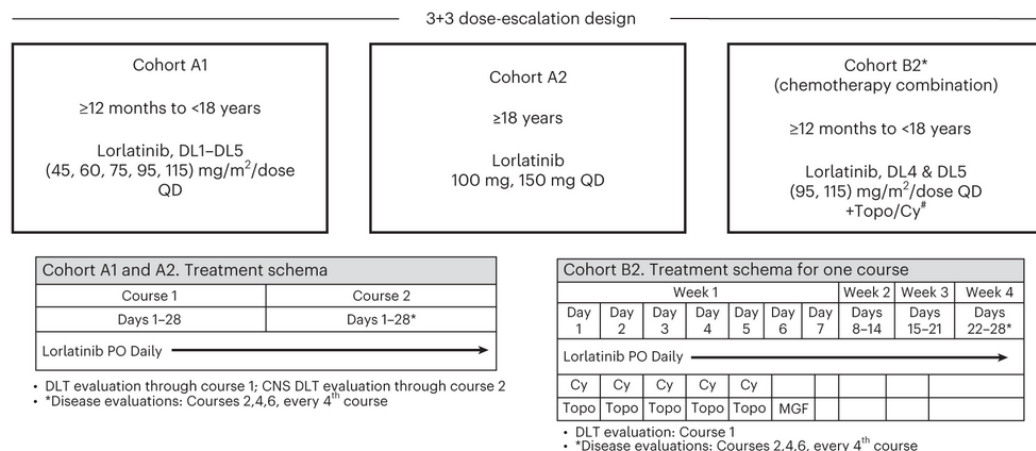 3+3 dose-escalation design
Cohort A1
≥12 months to <18 years
Lorlatinib, DL1–DL5
(45, 60, 75, 95, 115) mg/m²/dose
QD
Cohort A2
≥18 years
Lorlatinib
100 mg, 150 mg QD
Cohort B2*
(chemotherapy combination)
≥12 months to <18 years
Lorlatinib, DL4 & DL5
(95, 115) mg/m²/dose QD
+Topo/Cy#
Cohort A1 and A2. Treatment schema
Course 1 Course 2
Days 1–28 Days 1–28*
Lorlatinib PO Daily
• DLT evaluation through course 1; CNS DLT evaluation through course 2
• *Disease evaluations: Courses 2,4,6, every 4th course
Cohort B2. Treatment schema for one course
Week 1 Week 2 Week 3 Week 4
Day Day Day Day Day Day Day Days Days Days
1 2 3 4 5 6 7 8–14 15–21 22–28*
Lorlatinib PO Daily
Cy Cy Cy Cy Cy
Topo Topo Topo Topo Topo MGF
• DLT evaluation: Course 1
• *Disease evaluations: Courses 2,4,6, every 4th course